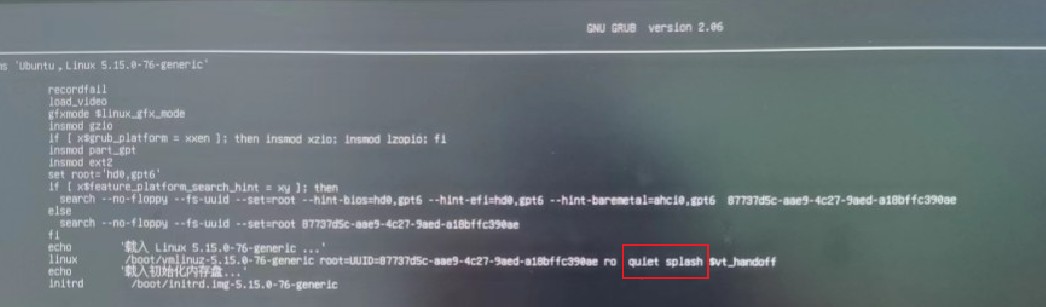 GNU GRUB version 2.06
ns 'Ubuntu, Linux 5.15.0-76-generic'
recordfail
load_video
gfxmode $linux_gfx_mode
insmod gzio
if [ x$grub_platform = xxen ]; then insmod xzio; insmod lzopio; fi
insmod part_gpt
insmod ext2
set root='hd0,gpt6'
if [ x$feature_platform_search_hint = xy ]; then
search --no-floppy --fs-uuid --set=root --hint-bios=hd0,gpt6 --hint-efi=hd0,gpt6 --hint-baremetal=ahci0,gpt6 87737d5c-aae9-4c27-9aed-a18bffc390ae
else
search --no-floppy --fs-uuid --set=root 87737d5c-aae9-4c27-9aed-a18bffc390ae
fi
echo '载入 Linux 5.15.0-76-generic ...'
linux /boot/vmlinuz-5.15.0-76-generic root=UUID=87737d5c-aae9-4c27-9aed-a18bffc390ae ro quiet splash $vt_handoff
echo '载入初始化内存盘...'
initrd /boot/initrd.img-5.15.0-76-generic